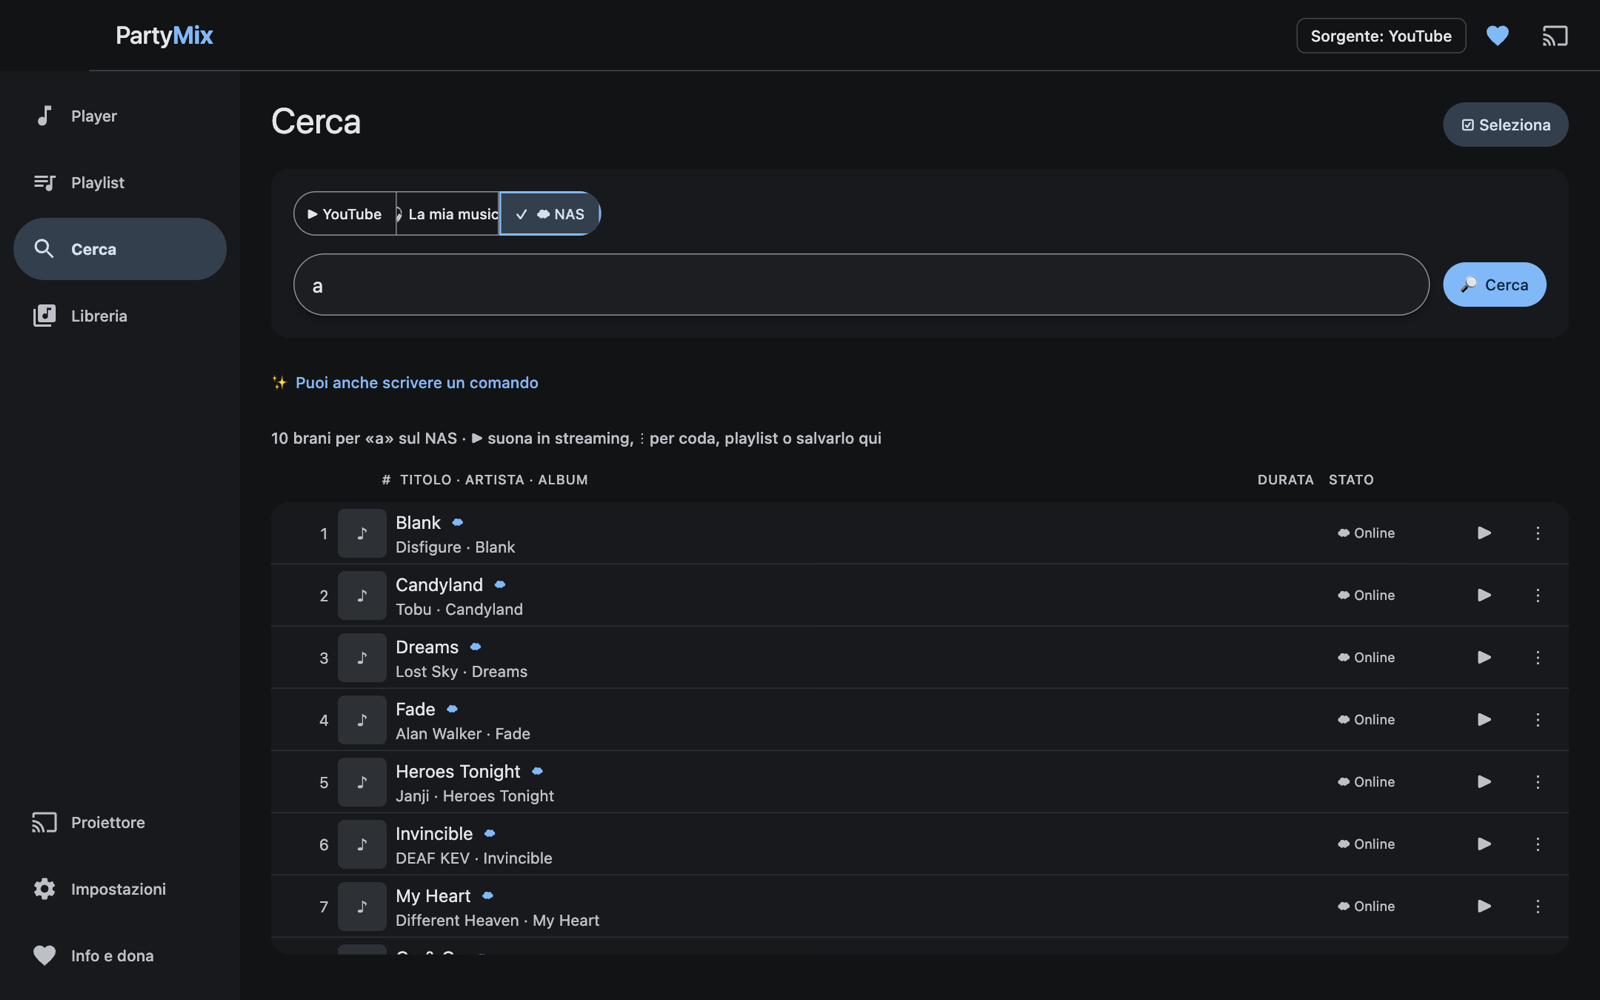 PartyMix
Sorgente: YouTube
Player
Playlist
Cerca
Libreria
Proiettore
Impostazioni
Info e dona
Cerca
Seleziona
YouTube
La mia music
NAS
a
Cerca
Puoi anche scrivere un comando
10 brani per «a» sul NAS · ▶ suona in streaming, ⋮ per coda, playlist o salvarlo qui
# TITOLO · ARTISTA · ALBUM DURATA STATO
1 Blank Online
Disfigure · Blank
2 Candyland Online
Tobu · Candyland
3 Dreams Online
Lost Sky · Dreams
4 Fade Online
Alan Walker · Fade
5 Heroes Tonight Online
Janji · Heroes Tonight
6 Invincible Online
DEAF KEV · Invincible
7 My Heart Online
Different Heaven · My Heart